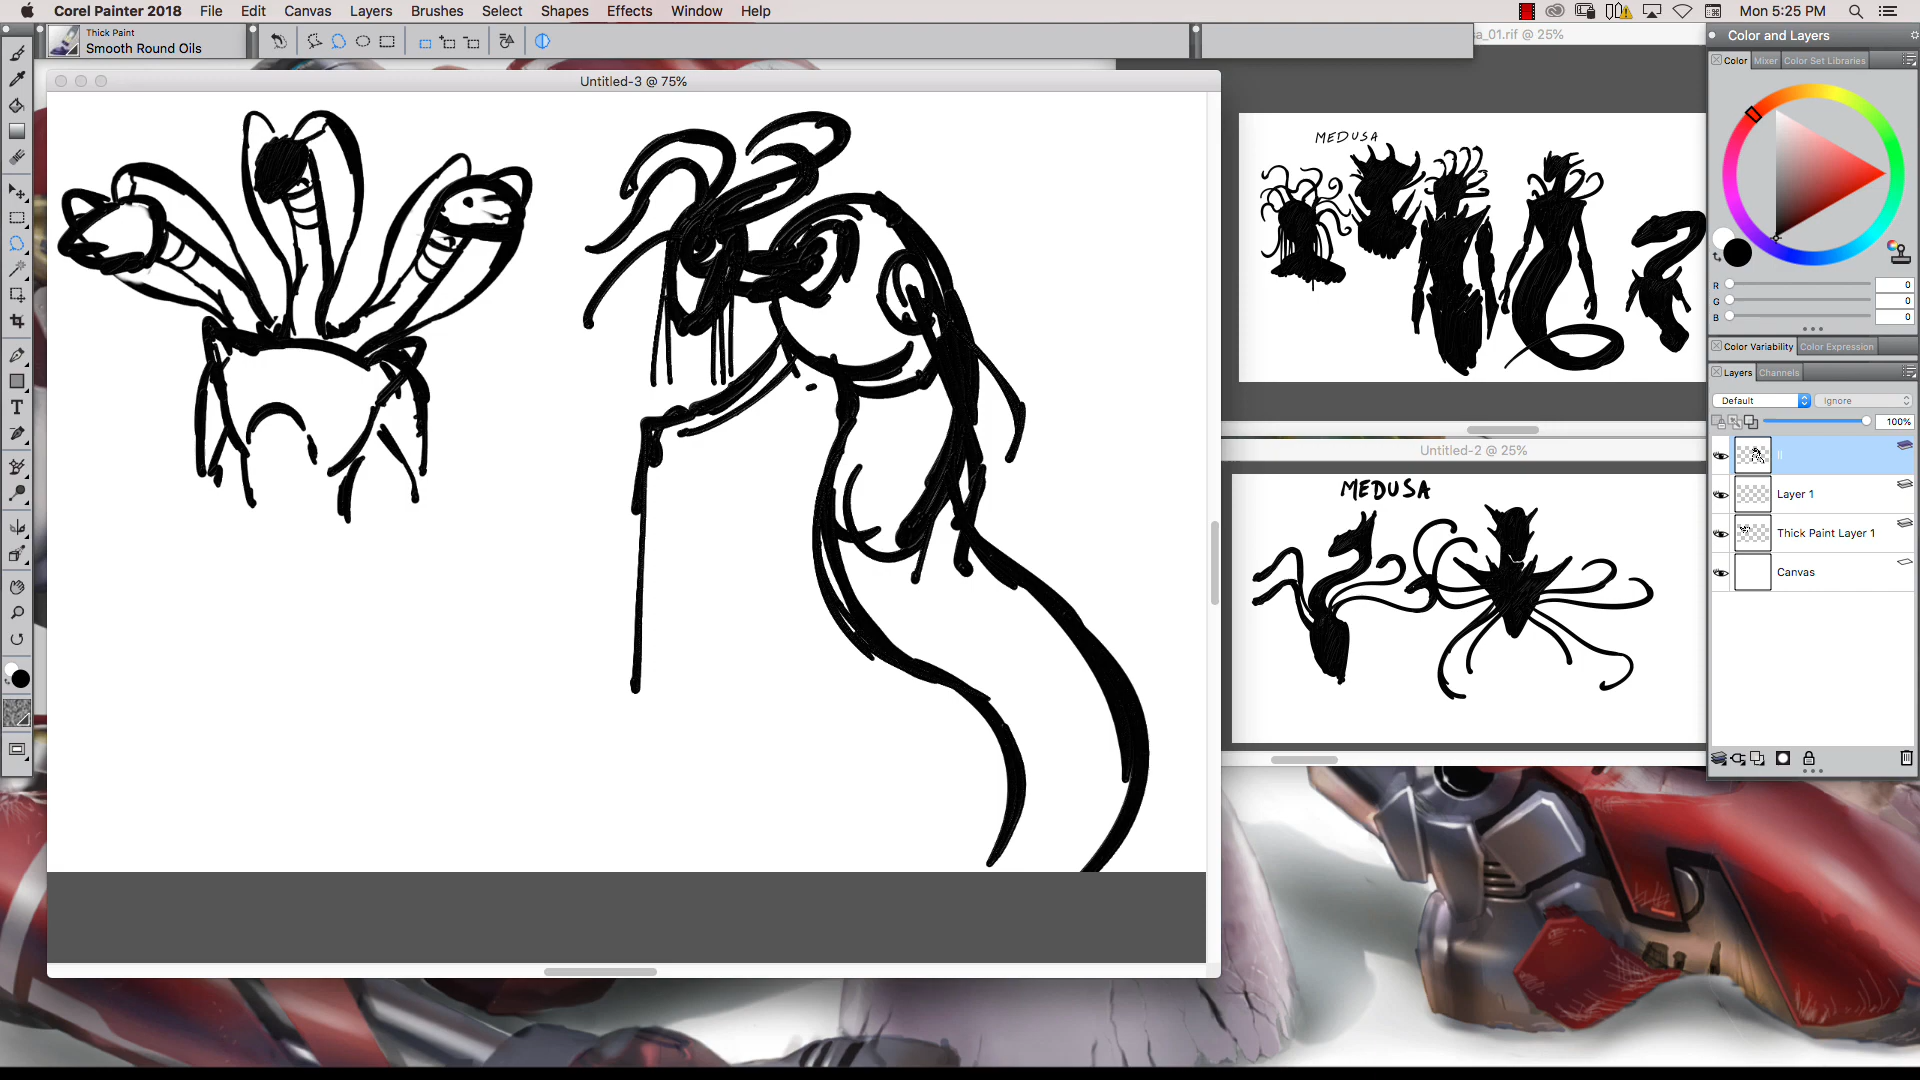 Corel Painter 2018 File Edit Canvas Layers Brushes Select Shapes Effects Window Help Mon 5:25 PM
Thick Paint
Smooth Round Oils
a_01.rif @ 25%
Color and Layers
Color Mixer Color Set Libraries
Untitled-3 @ 75%
MEDUSA
R 0
G 0
B 0
Color Variability Color Expression
Layers Channels
Default Ignore
100%
Untitled-2 @ 25%
MEDUSA
Layer 1
Thick Paint Layer 1
Canvas
T